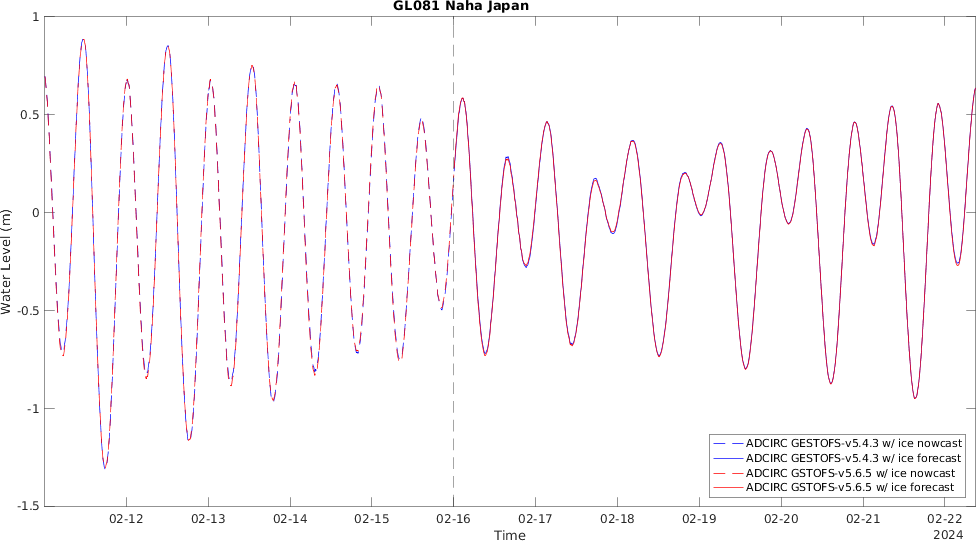 GL081 Naha Japan
1
0.5
0
-0.5
-1
-1.5
Water Level (m)
ADCIRC GESTOFS-v5.4.3 w/ ice nowcast
ADCIRC GESTOFS-v5.4.3 w/ ice forecast
ADCIRC GSTOFS-v5.6.5 w/ ice nowcast
ADCIRC GSTOFS-v5.6.5 w/ ice forecast
02-12 02-13 02-14 02-15 02-16 02-17 02-18 02-19 02-20 02-21 02-22
Time 2024